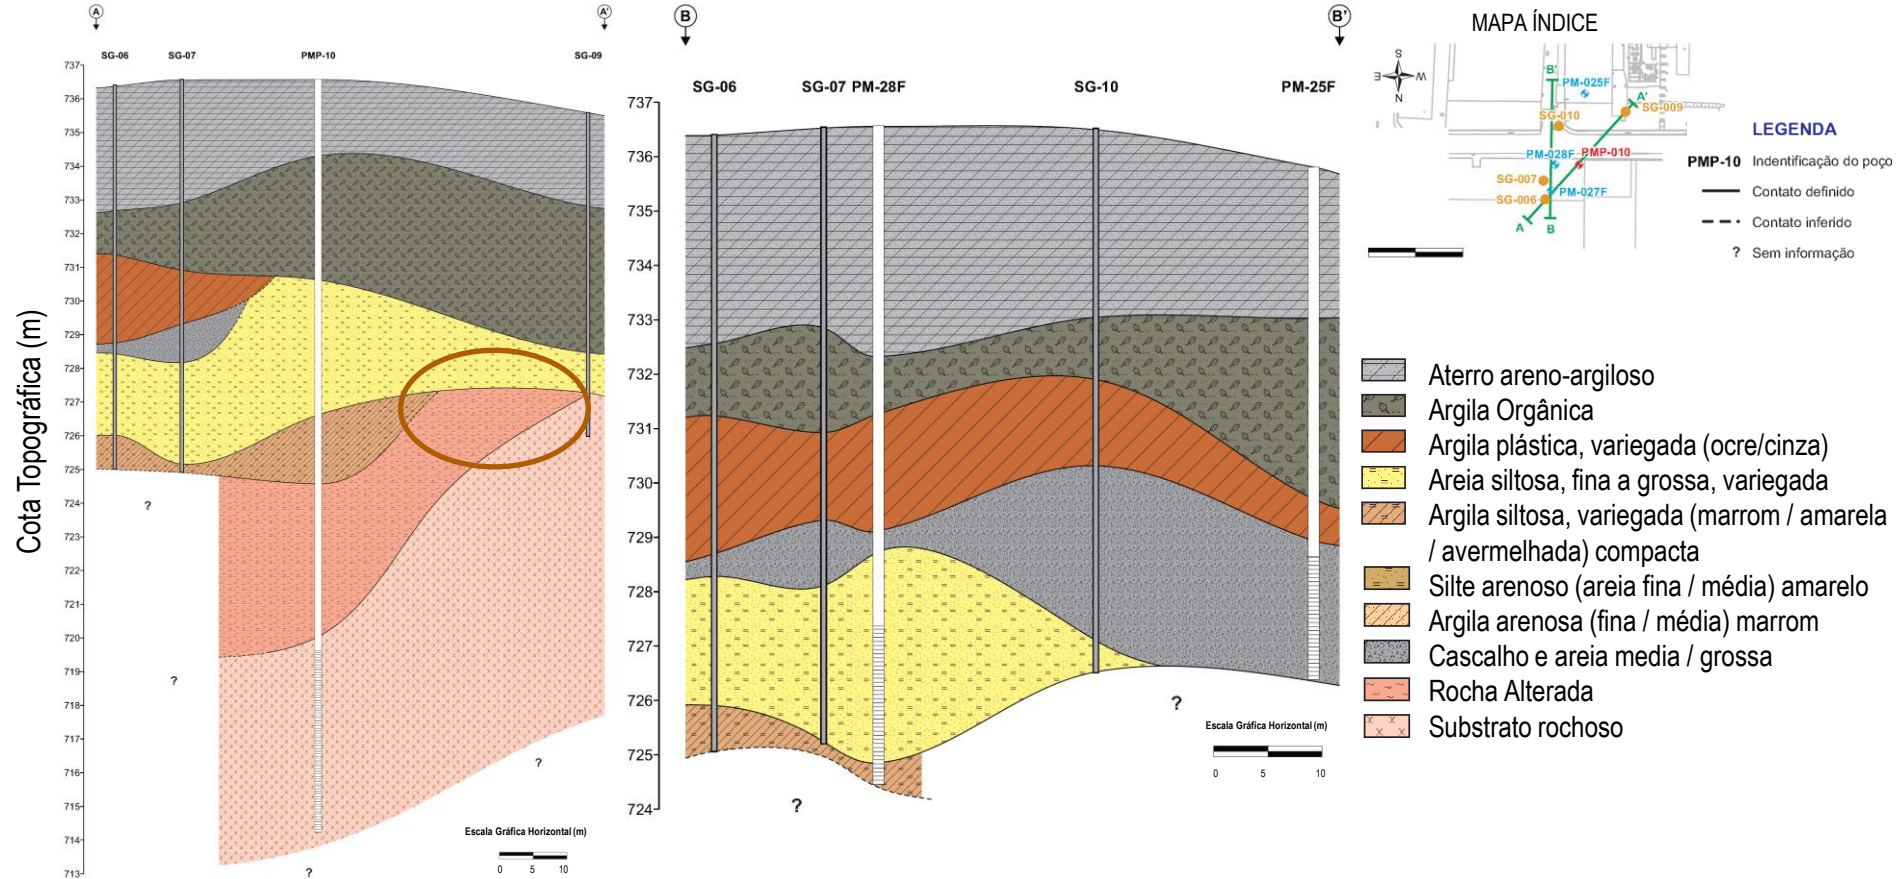 A
A'
SG-06
SG-07
PMP-10
SG-09
737
736
735
734
733
732
731
730
729
728
727
726
725
724
723
722
721
720
719
718
717
716
715
714
713
Cota Topográfica (m)
?
?
?
?
Escala Gráfica Horizontal (m)
0 5 10
B
B'
SG-06
SG-07
PM-28F
SG-10
PM-25F
737
736
735
734
733
732
731
730
729
728
727
726
725
724
?
?
Escala Gráfica Horizontal (m)
0 5 10
MAPA ÍNDICE
S
E
W
N
B'
PM-025F
A'
SG-009
SG-010
PM-028F
PMP-010
SG-007
PM-027F
SG-006
A
B
LEGENDA
PMP-10 Indentificação do poço
Contato definido
Contato inferido
? Sem informação
Aterro areno-argiloso
Argila Orgânica
Argila plástica, variegada (ocre/cinza)
Areia siltosa, fina a grossa, variegada
Argila siltosa, variegada (marrom / amarela
/ avermelhada) compacta
Silte arenoso (areia fina / média) amarelo
Argila arenosa (fina / média) marrom
Cascalho e areia media / grossa
Rocha Alterada
Substrato rochoso